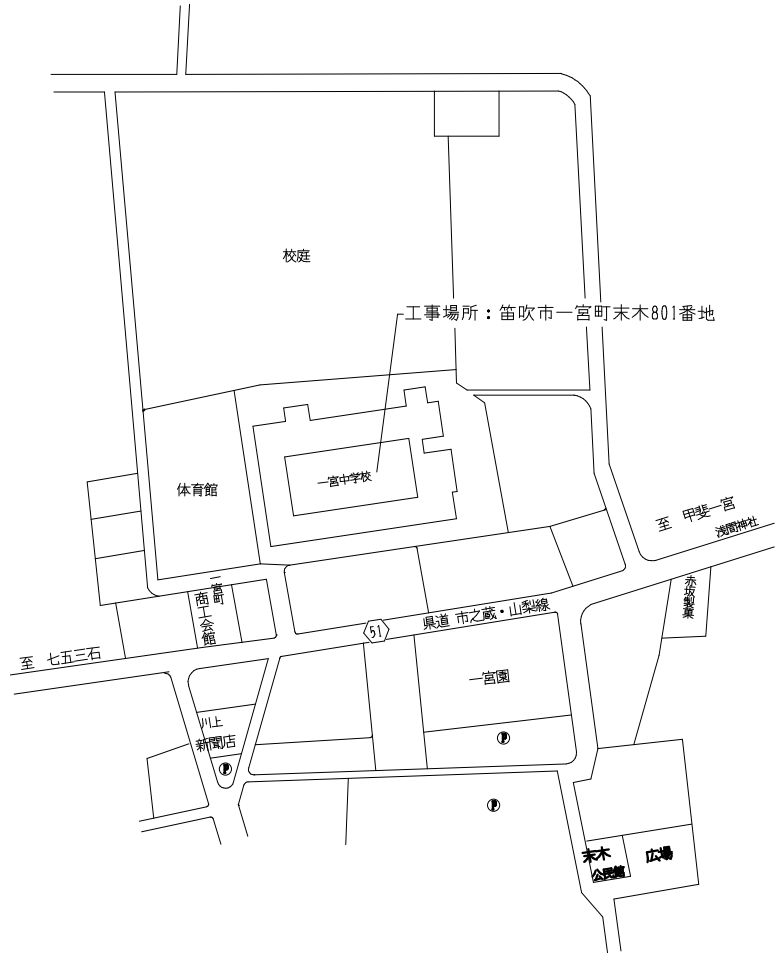 校庭
工事場所：笛吹市一宮町末木801番地
体育館
一宮中学校
至 甲斐一宮
浅間神社
赤坂製菓
一宮町
商工会館
県道 市之蔵・山梨線
51
至 七五三石
一宮園
川上
新聞店
P
P
P
末木
公民館
広場